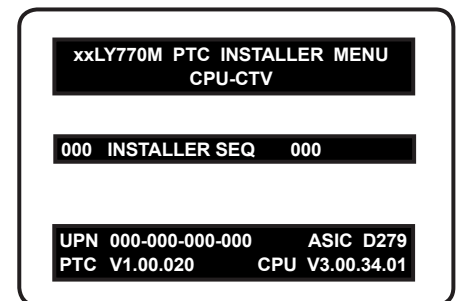 xxLY770M PTC INSTALLER MENU
CPU-CTV
000 INSTALLER SEQ 000
UPN 000-000-000-000 ASIC D279
PTC V1.00.020 CPU V3.00.34.01